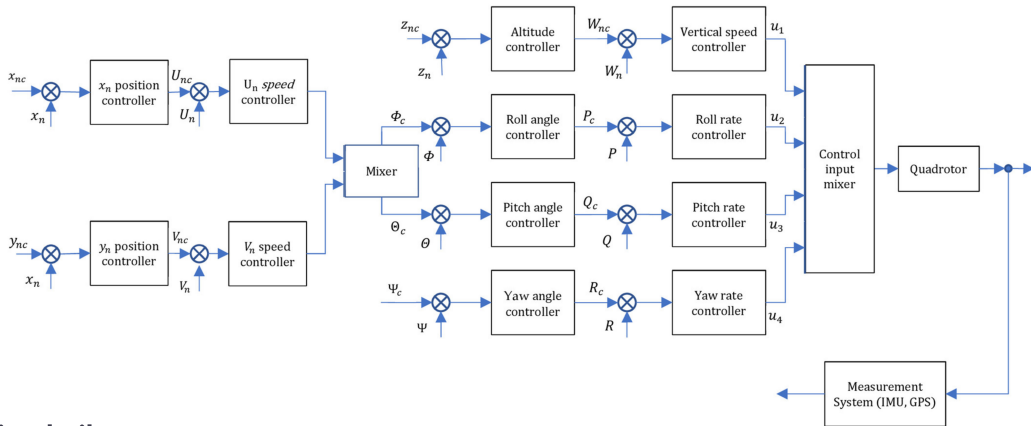 z_nc
Altitude
controller
W_nc
Vertical speed
controller
u_1
z_n
W_n
x_nc
x_n position
controller
U_nc
U_n speed
controller
x_n
U_n
Φ_c
Roll angle
controller
P_c
Roll rate
controller
u_2
Φ
P
Mixer
Control
input
mixer
Quadrotor
Θ_c
Pitch angle
controller
Q_c
Pitch rate
controller
u_3
Θ
Q
y_nc
y_n position
controller
V_nc
V_n speed
controller
x_n
V_n
Ψ_c
Yaw angle
controller
R_c
Yaw rate
controller
u_4
Ψ
R
Measurement
System (IMU, GPS)